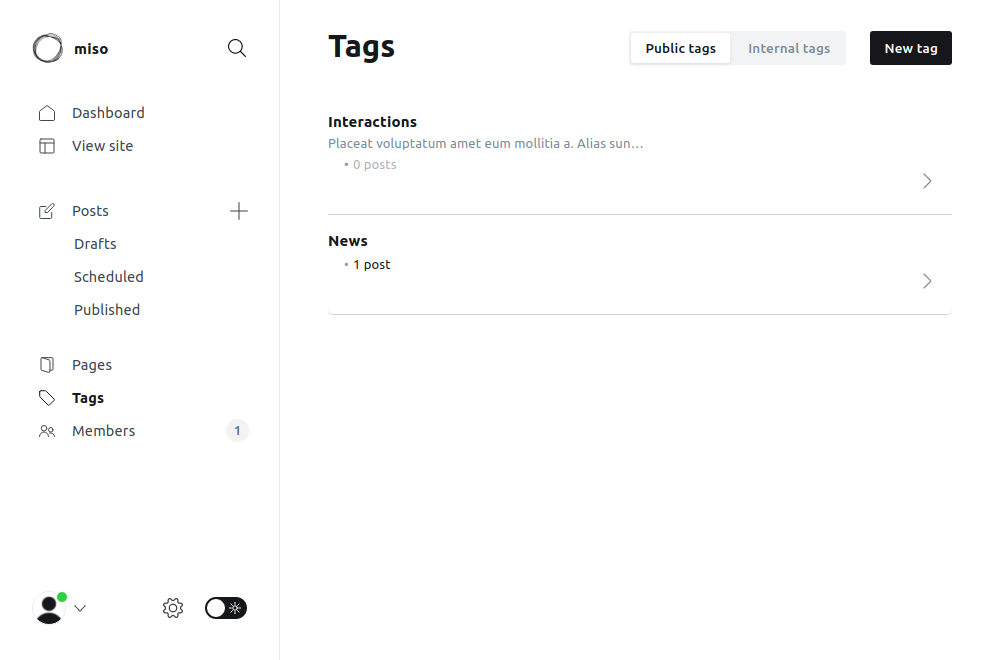 miso
Dashboard
View site
Posts
Drafts
Scheduled
Published
Pages
Tags
Members
1
Tags
Public tags
Internal tags
New tag
Interactions
Placeat voluptatum amet eum mollitia a. Alias sun...
• 0 posts
News
• 1 post